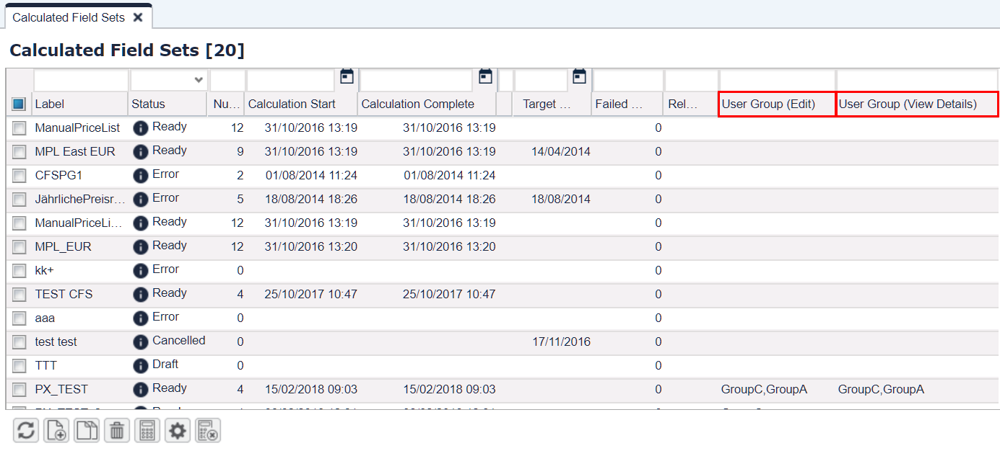 Calculated Field Sets
Calculated Field Sets [20]
Label Status Nu... Calculation Start Calculation Complete Target ... Failed ... Rel... User Group (Edit) User Group (View Details)
ManualPriceList Ready 12 31/10/2016 13:19 31/10/2016 13:19 0
MPL East EUR Ready 9 31/10/2016 13:19 31/10/2016 13:19 14/04/2014 0
CFSPG1 Error 2 01/08/2014 11:24 01/08/2014 11:24 0
JährlichePreisr... Error 5 18/08/2014 18:26 18/08/2014 18:26 18/08/2014 0
ManualPriceLi... Ready 12 31/10/2016 13:19 31/10/2016 13:19 0
MPL_EUR Ready 12 31/10/2016 13:20 31/10/2016 13:20 0
kk+ Error 0 0
TEST CFS Ready 4 25/10/2017 10:47 25/10/2017 10:47 0
aaa Error 0 0
test test Cancelled 0 17/11/2016 0
TTT Draft 0 0
PX_TEST Ready 4 15/02/2018 09:03 15/02/2018 09:03 0 GroupC,GroupA GroupC,GroupA